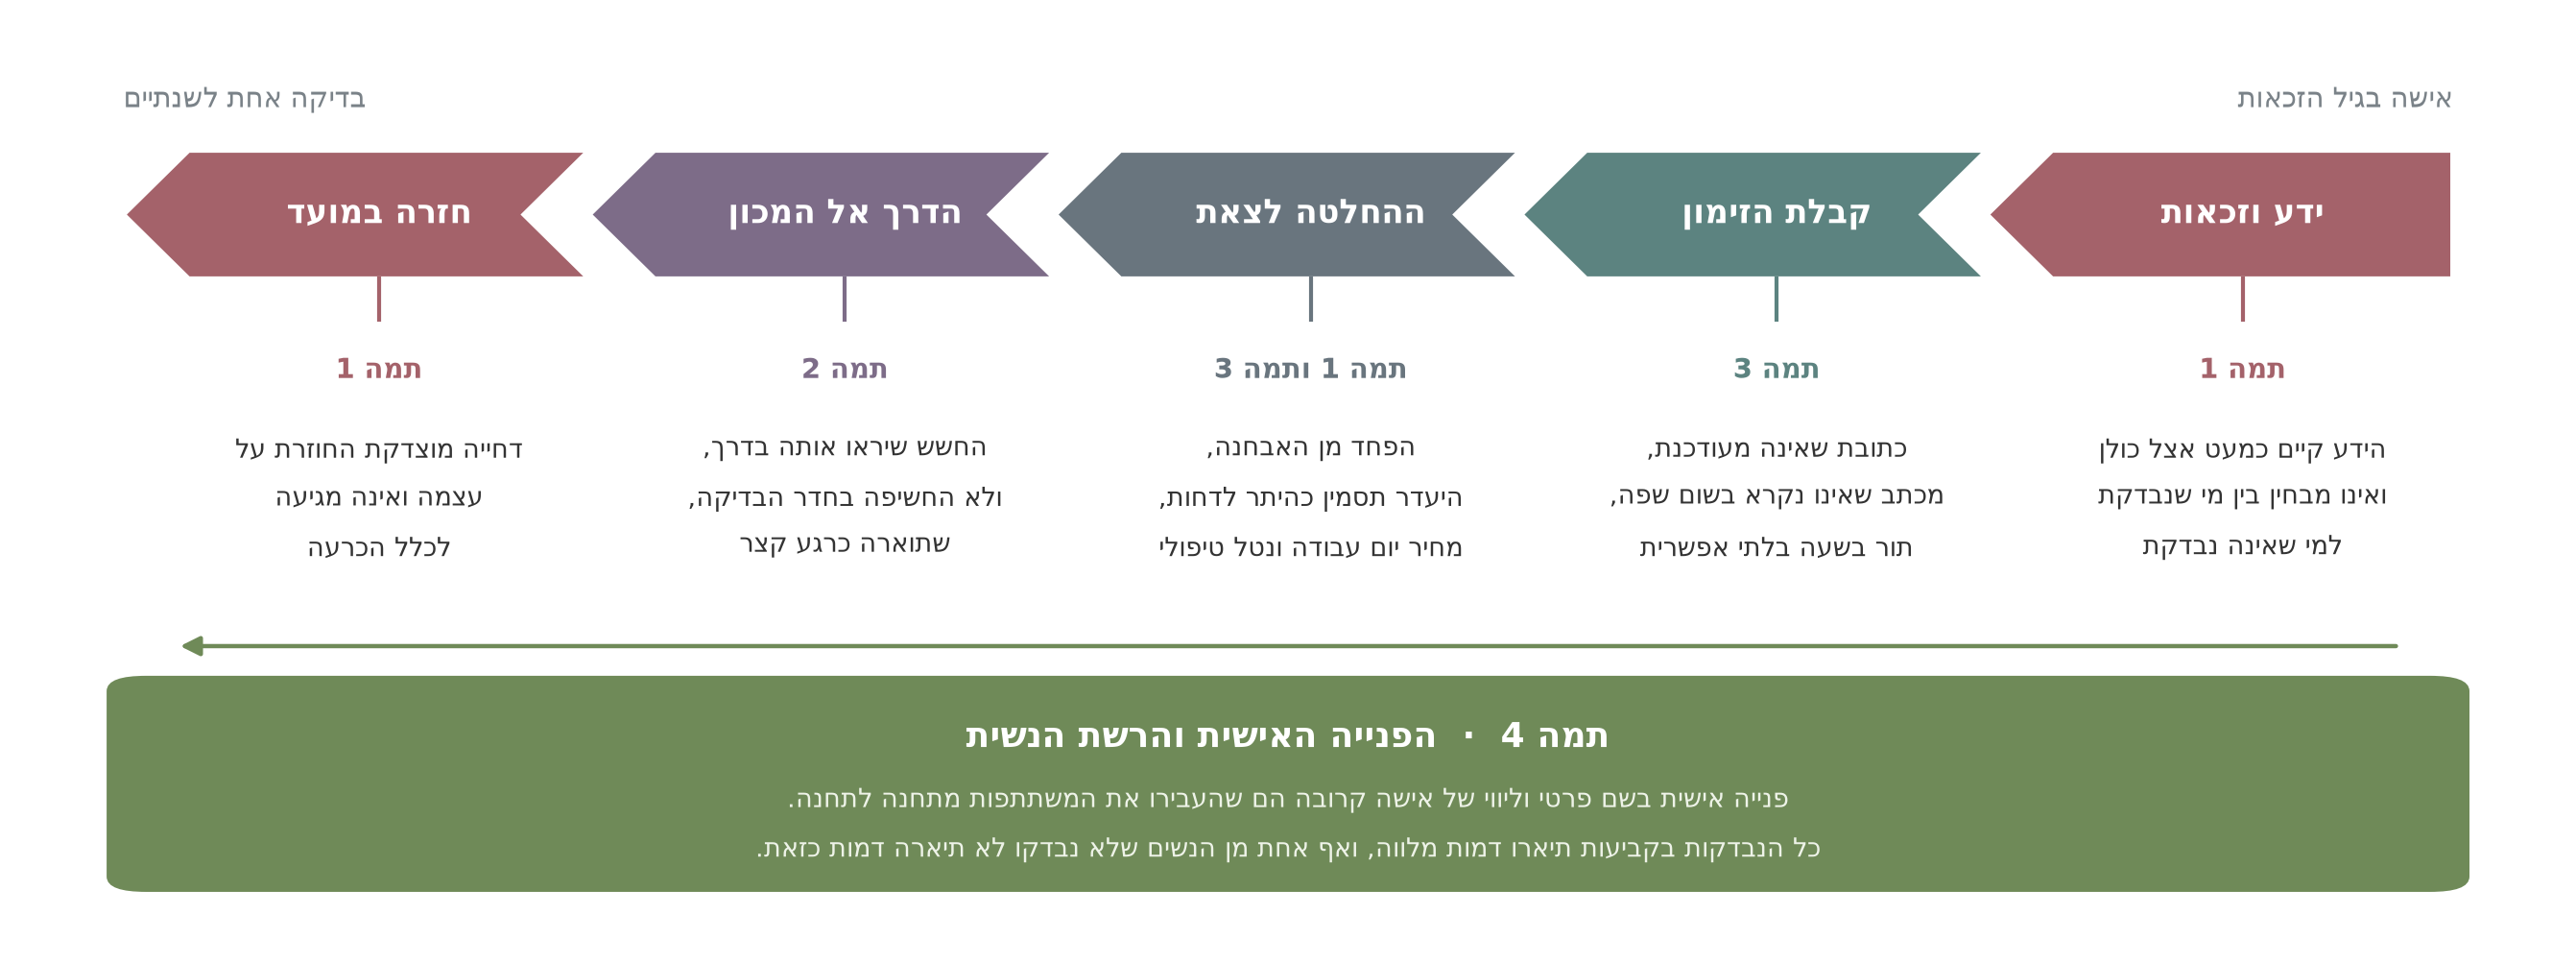 אישה בגיל הזכאות
בדיקה אחת לשנתיים
ידע וזכאות
קבלת הזימון
ההחלטה לצאת
הדרך אל המכון
חזרה במועד
תמה 1
תמה 3
תמה 1 ותמה 3
תמה 2
תמה 1
הידע קיים כמעט אצל כולן
ואינו מבחין בין מי שנבדקת
למי שאינה נבדקת
כתובת שאינה מעודכנת,
מכתב שאינו נקרא בשום שפה,
תור בשעה בלתי אפשרית
הפחד מן האבחנה,
היעדר תסמין כהיתר לדחות,
מחיר יום עבודה ונטל טיפולי
החשש שיראו אותה בדרך,
ולא החשיפה בחדר הבדיקה,
שתוארה כרגע קצר
דחייה מוצדקת החוזרת על
עצמה ואינה מגיעה
לכלל הכרעה
תמה 4 · הפנייה האישית והרשת הנשית
פנייה אישית בשם פרטי וליווי של אישה קרובה הם שהעבירו את המשתתפות מתחנה לתחנה.
כל הנבדקות בקביעות תיארו דמות מלווה, ואף אחת מן הנשים שלא נבדקו לא תיארה דמות כזאת.